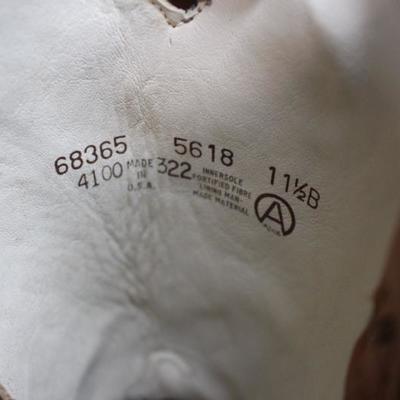 68365 5618 11½B
4100 MADE IN U.S.A. 322
INNERSOLE
FORTIFIED FIBRE
LINING MAN-
MADE MATERIAL
A